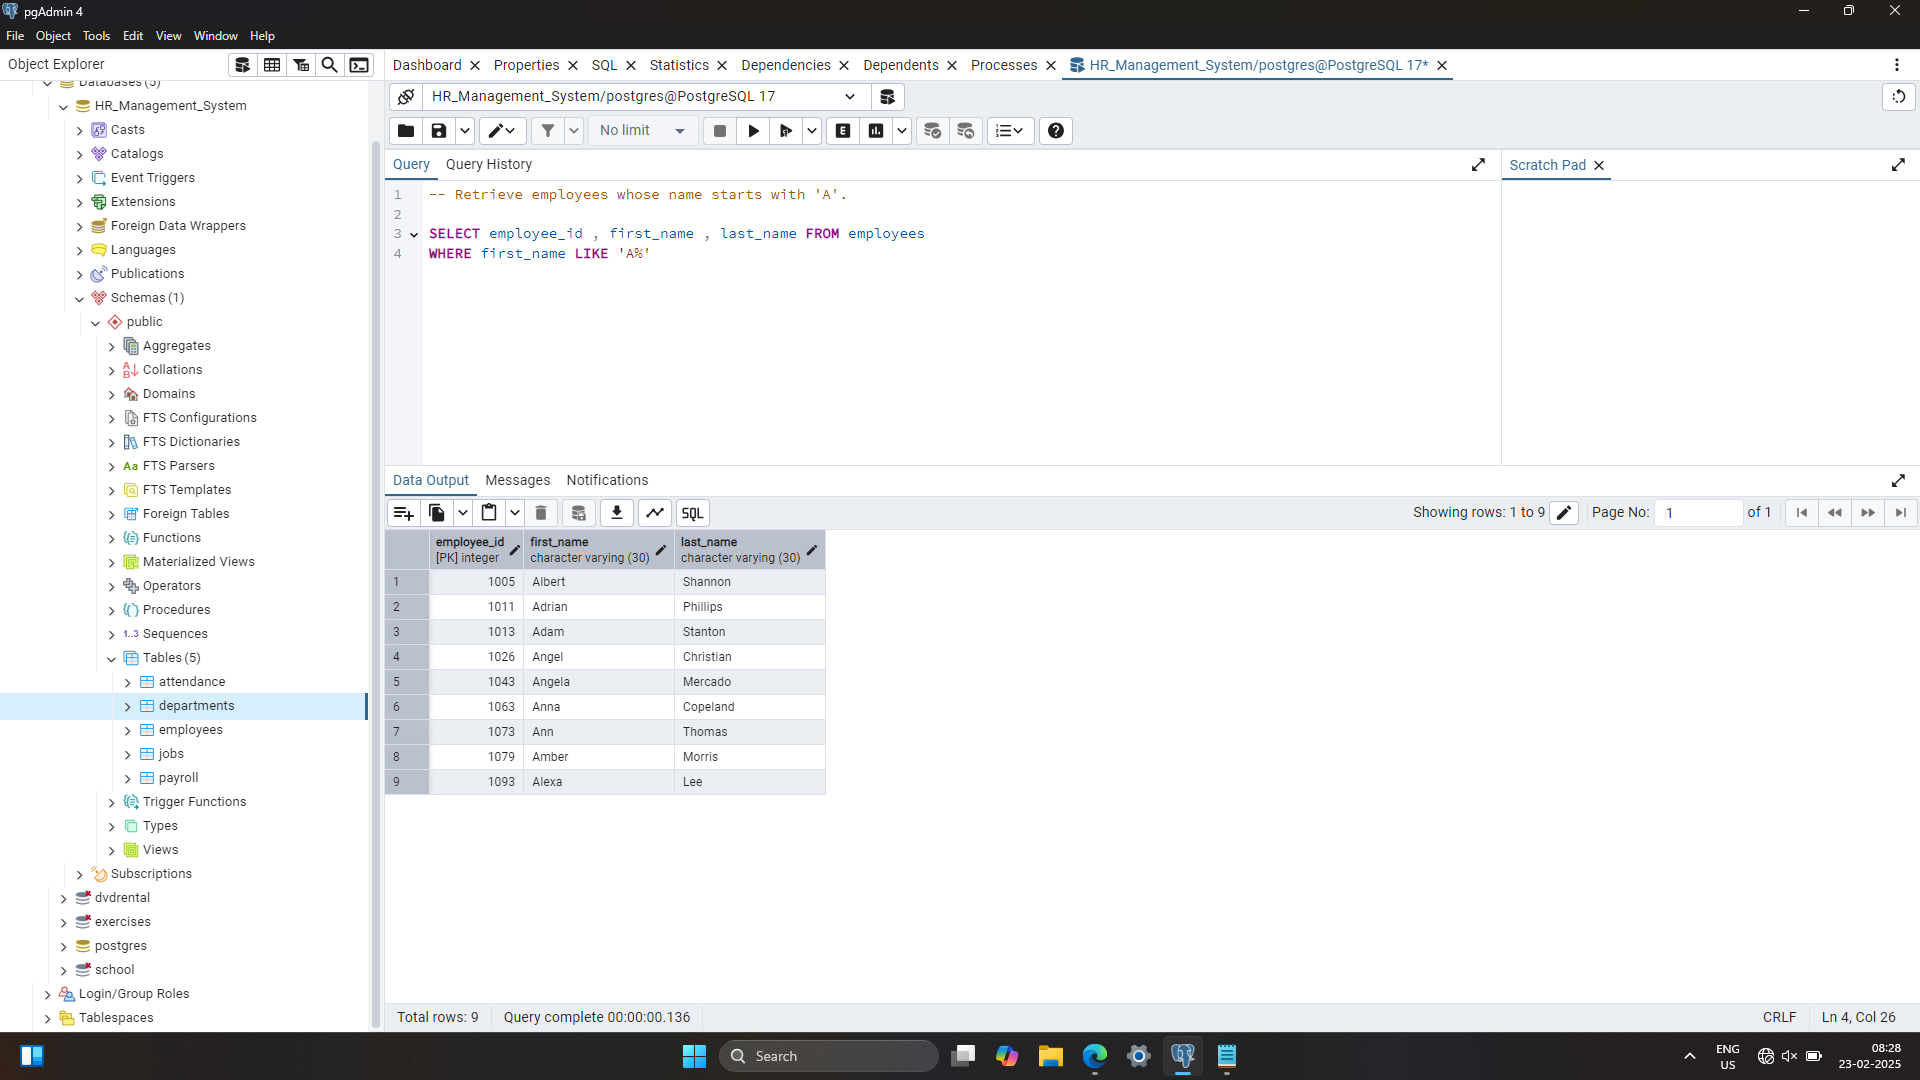 pgAdmin 4
File Object Tools Edit View Window Help
Object Explorer
Databases (5)
HR_Management_System
Casts
Catalogs
Event Triggers
Extensions
Foreign Data Wrappers
Languages
Publications
Schemas (1)
public
Aggregates
Collations
Domains
FTS Configurations
FTS Dictionaries
Aa FTS Parsers
FTS Templates
Foreign Tables
Functions
Materialized Views
Operators
Procedures
1..3 Sequences
Tables (5)
attendance
departments
employees
jobs
payroll
Trigger Functions
Types
Views
Subscriptions
dvdrental
exercises
postgres
school
Login/Group Roles
Tablespaces
Dashboard Properties SQL Statistics Dependencies Dependents Processes HR_Management_System/postgres@PostgreSQL 17*
HR_Management_System/postgres@PostgreSQL 17
No limit E
Query Query History
Scratch Pad
1 -- Retrieve employees whose name starts with 'A'.
2
3 SELECT employee_id , first_name , last_name FROM employees
4 WHERE first_name LIKE 'A%'
Data Output Messages Notifications
SQL Showing rows: 1 to 9 Page No: 1 of 1
employee_id first_name last_name
[PK] integer character varying (30) character varying (30)
1 1005 Albert Shannon
2 1011 Adrian Phillips
3 1013 Adam Stanton
4 1026 Angel Christian
5 1043 Angela Mercado
6 1063 Anna Copeland
7 1073 Ann Thomas
8 1079 Amber Morris
9 1093 Alexa Lee
Total rows: 9 Query complete 00:00:00.136 CRLF Ln 4, Col 26
Search
ENG
US
08:28
23-02-2025